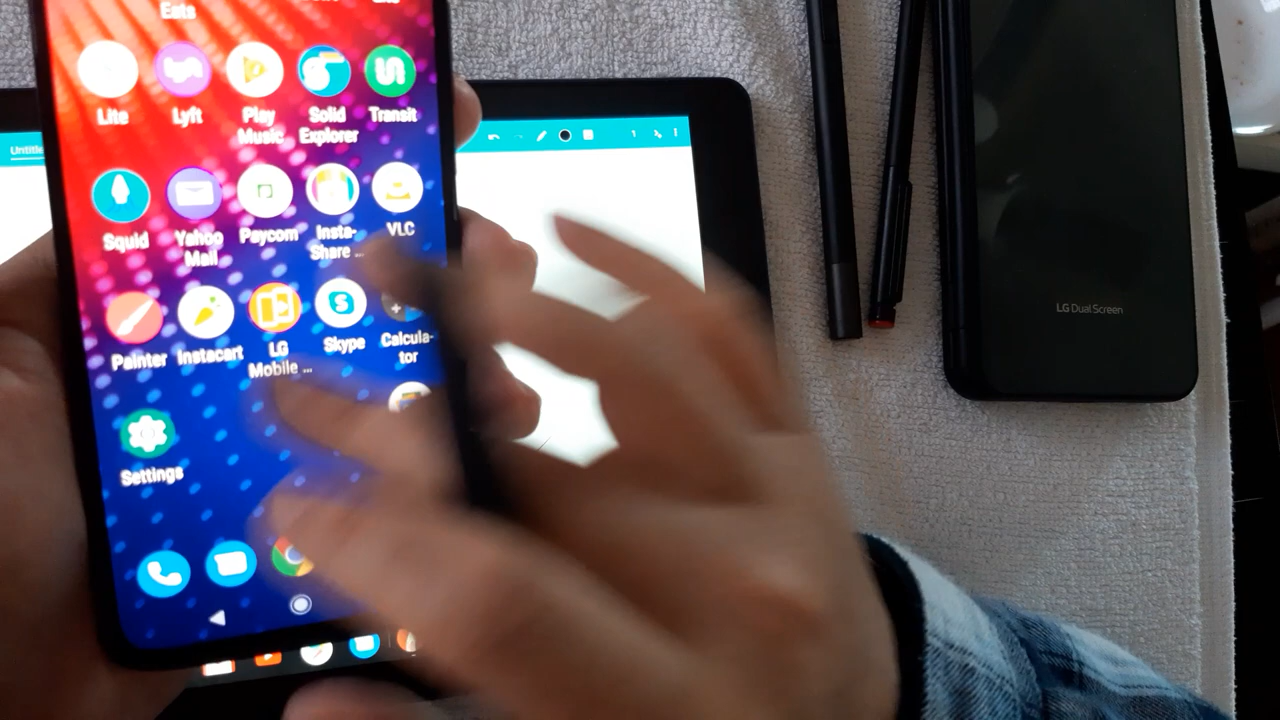 Eats
Lite
Lyft
Play
Music
Solid
Explorer
Transit
Untitle
Squid
Yahoo
Mail
Paycom
Insta-
Share ...
VLC
Painter
Instacart
LG
Mobile ...
Skype
Calcula-
tor
Settings
LG Dual Screen